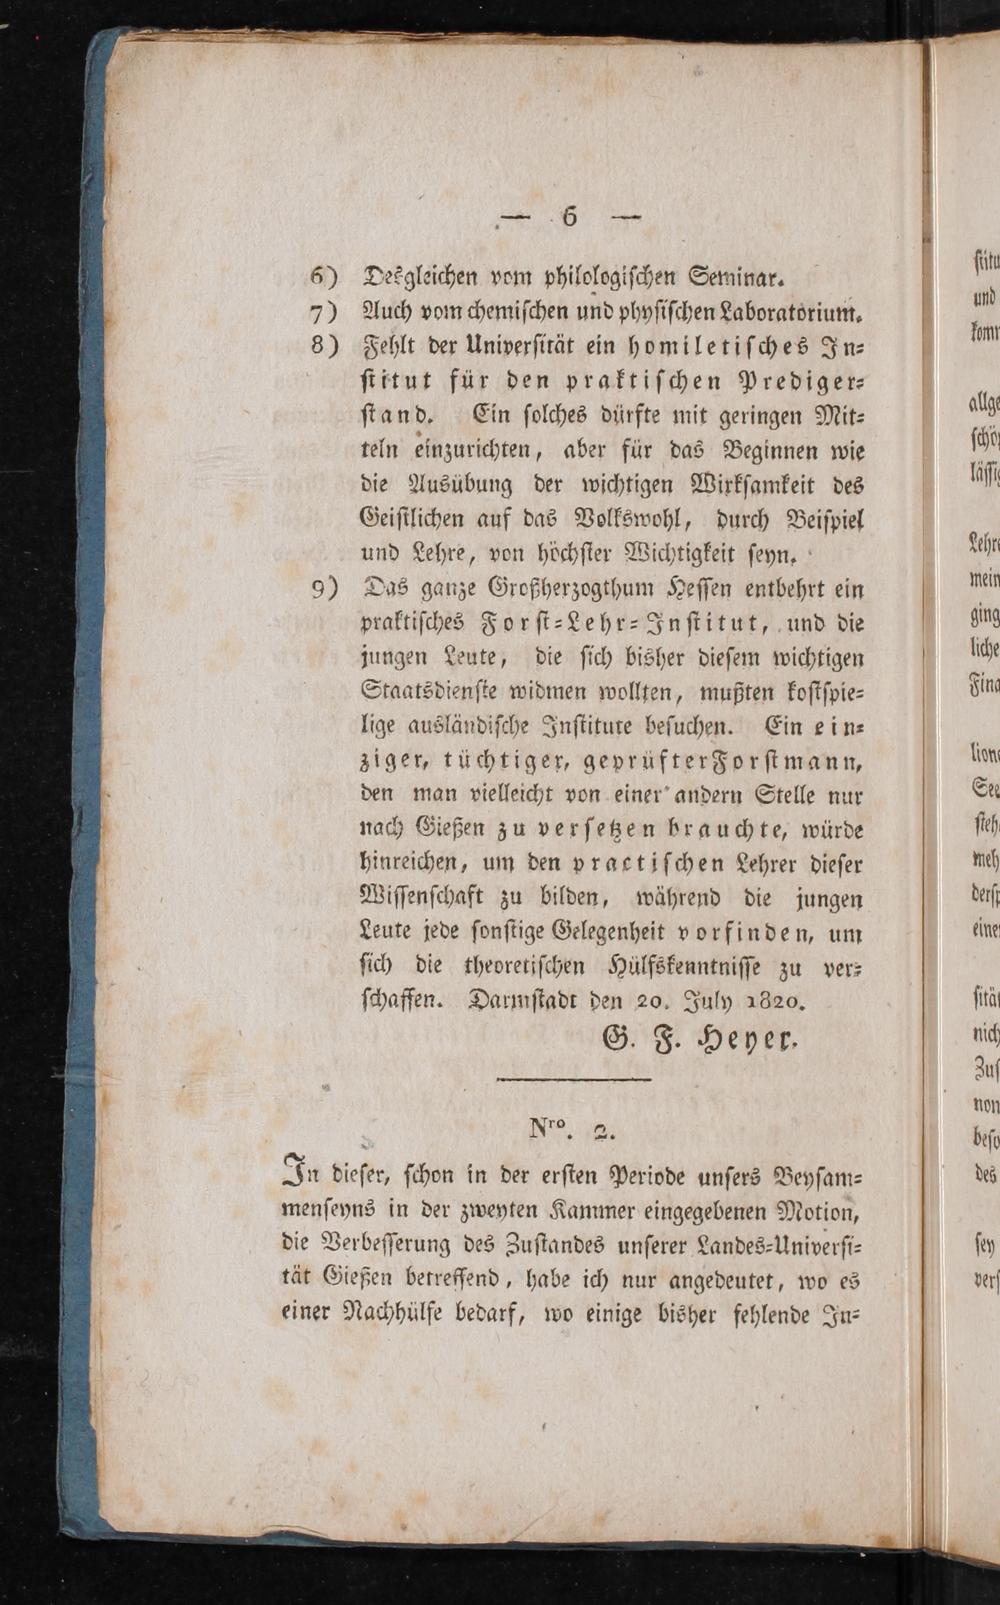 — 6 —
6) Desgleichen vom philologischen Seminar.
7) Auch vom chemischen und physischen Laboratorium.
8) Fehlt der Universität ein homiletisches In-
stitut für den praktischen Prediger-
stand. Ein solches dürfte mit geringen Mit-
teln einzurichten, aber für das Beginnen wie
die Ausübung der wichtigen Wirksamkeit des
Geistlichen auf das Volkswohl, durch Beispiel
und Lehre, von höchster Wichtigkeit seyn.
9) Das ganze Großherzogthum Hessen entbehrt ein
praktisches Forst-Lehr-Institut, und die
jungen Leute, die sich bisher diesem wichtigen
Staatsdienste widmen wollten, mußten kostspie-
lige ausländische Institute besuchen. Ein ein-
ziger, tüchtiger, geprüfter Forstmann,
den man vielleicht von einer andern Stelle nur
nach Gießen zu versetzen brauchte, würde
hinreichen, um den practischen Lehrer dieser
Wissenschaft zu bilden, während die jungen
Leute jede sonstige Gelegenheit vorfinden, um
sich die theoretischen Hülfskenntnisse zu ver-
schaffen. Darmstadt den 20. July 1820.
G. F. Heyer.
Nro. 2.
In dieser, schon in der ersten Periode unsers Beysam-
menseyns in der zweyten Kammer eingegebenen Motion,
die Verbesserung des Zustandes unserer Landes-Universi-
tät Gießen betreffend, habe ich nur angedeutet, wo es
einer Nachhülfe bedarf, wo einige bisher fehlende In-